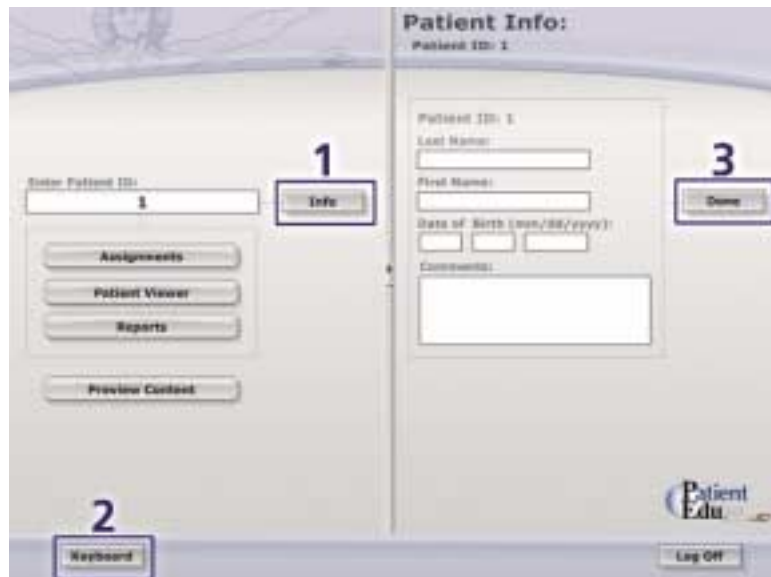 Patient Info:
Patient ID: 1
Patient ID: 1
Last Name:
1
3
Enter Patient ID:
1
Info
First Name:
Done
Date of Birth (mm/dd/yyyy):
Assignments
Comments:
Patient Viewer
Reports
Preview Content
Patient
Edu
2
Keyboard
Log Off